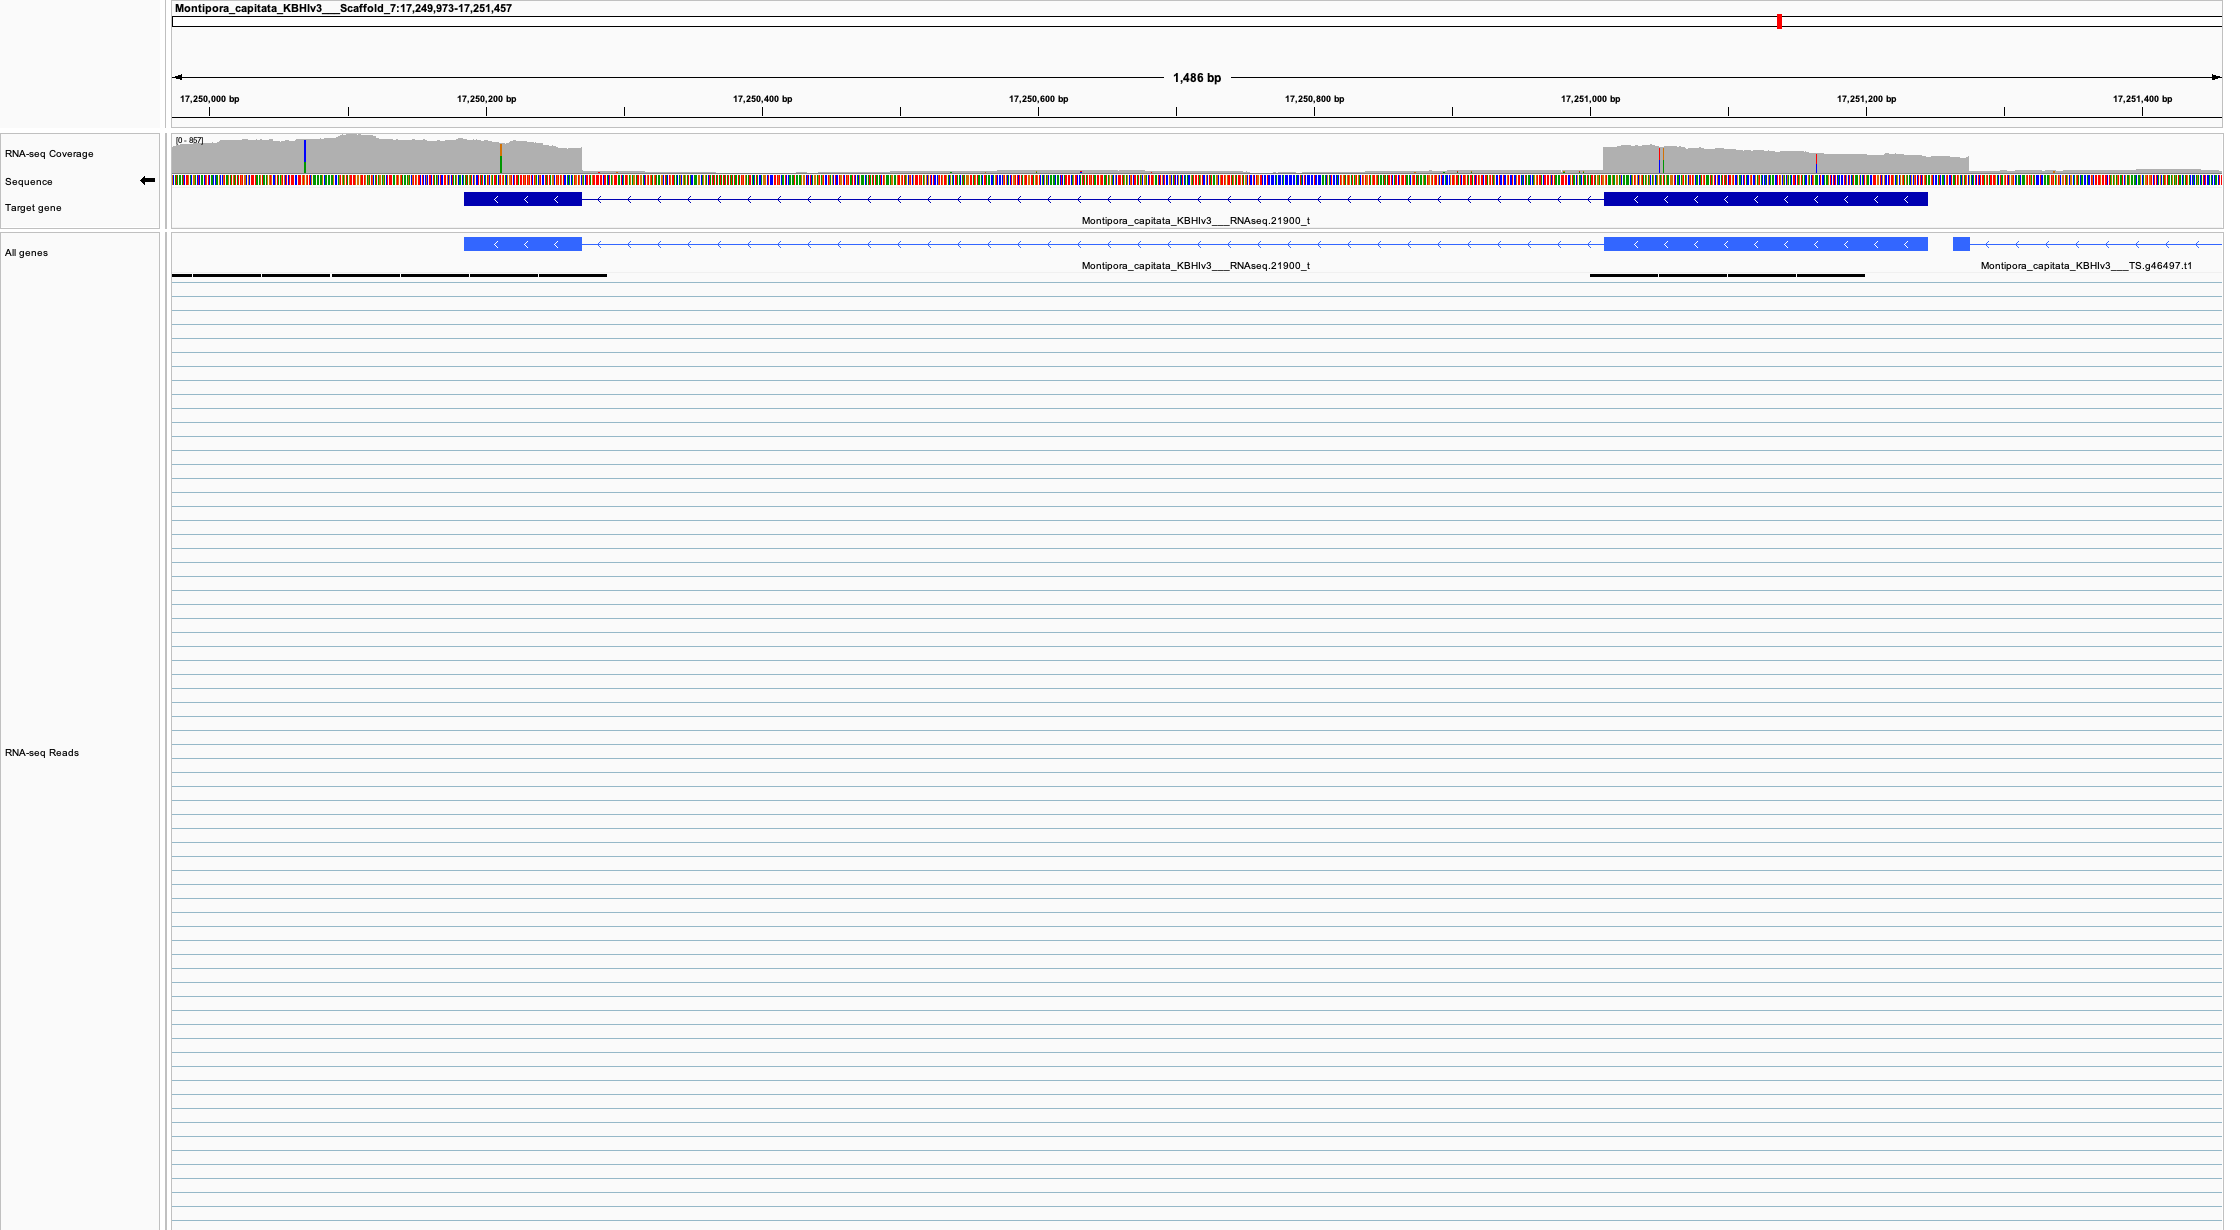 Montipora_capitata_KBHIv3___Scaffold_7:17,249,973-17,251,457
1,486 bp
17,250,000 bp 17,250,200 bp 17,250,400 bp 17,250,600 bp 17,250,800 bp 17,251,000 bp 17,251,200 bp 17,251,400 bp
[0 - 857]
RNA-seq Coverage
Sequence
Target gene
Montipora_capitata_KBHIv3___RNAseq.21900_t
All genes
Montipora_capitata_KBHIv3___RNAseq.21900_t Montipora_capitata_KBHIv3___TS.g46497.t1
RNA-seq Reads